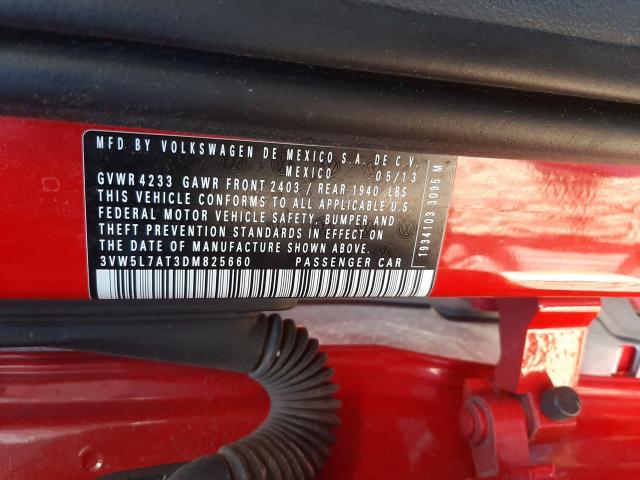 MFD BY VOLKSWAGEN DE MEXICO S.A. DE C.V.
MEXICO 05/13
GVWR 4233 GAWR FRONT 2403 / REAR 1940 LBS
THIS VEHICLE CONFORMS TO ALL APPLICABLE U.S.
FEDERAL MOTOR VEHICLE SAFETY, BUMPER AND
THEFT PREVENTION STANDARDS IN EFFECT ON
THE DATE OF MANUFACTURE SHOWN ABOVE.
3VW5L7AT3DM825660 PASSENGER CAR
1934103 3095 M